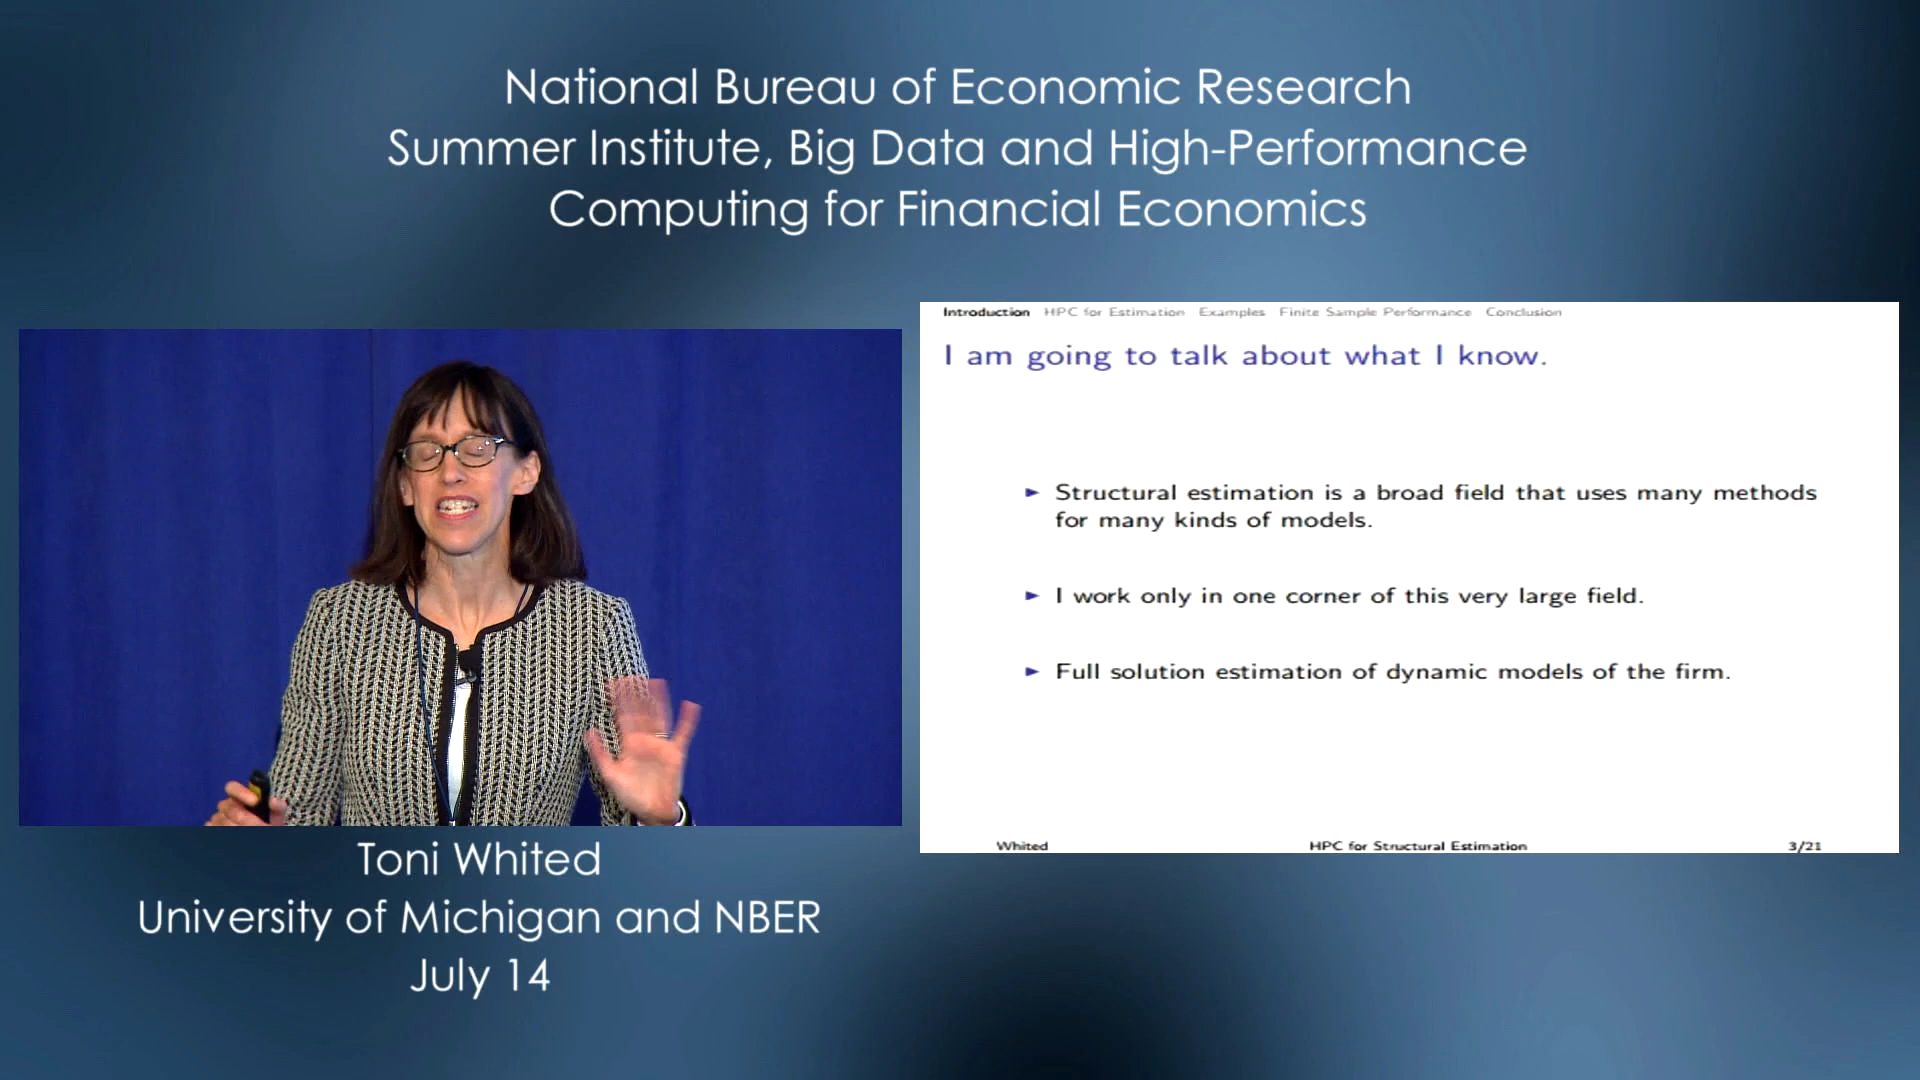 National Bureau of Economic Research
Summer Institute, Big Data and High-Performance
Computing for Financial Economics
Introduction HPC for Estimation Examples Finite Sample Performance Conclusion
I am going to talk about what I know.
► Structural estimation is a broad field that uses many methods
for many kinds of models.
► I work only in one corner of this very large field.
► Full solution estimation of dynamic models of the firm.
Whited HPC for Structural Estimation 3/21
Toni Whited
University of Michigan and NBER
July 14